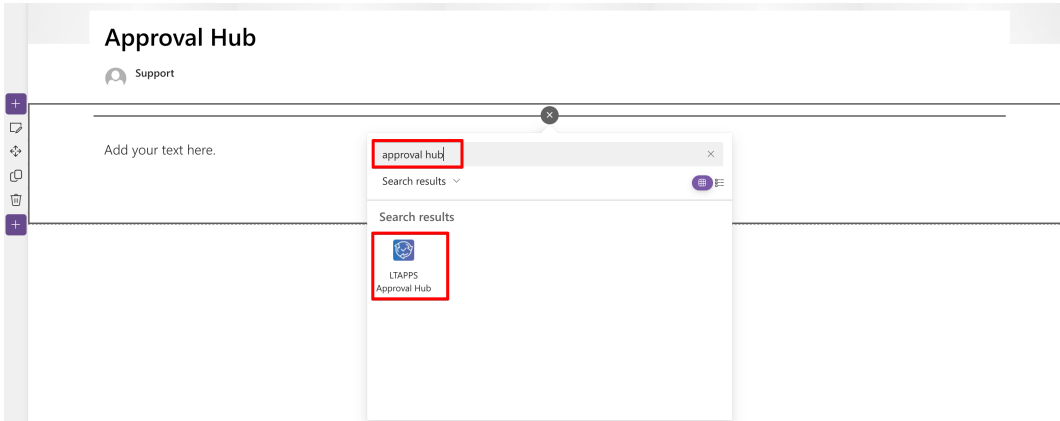 Approval Hub
Support
Add your text here.
approval hub
Search results
Search results
LTAPPS
Approval Hub